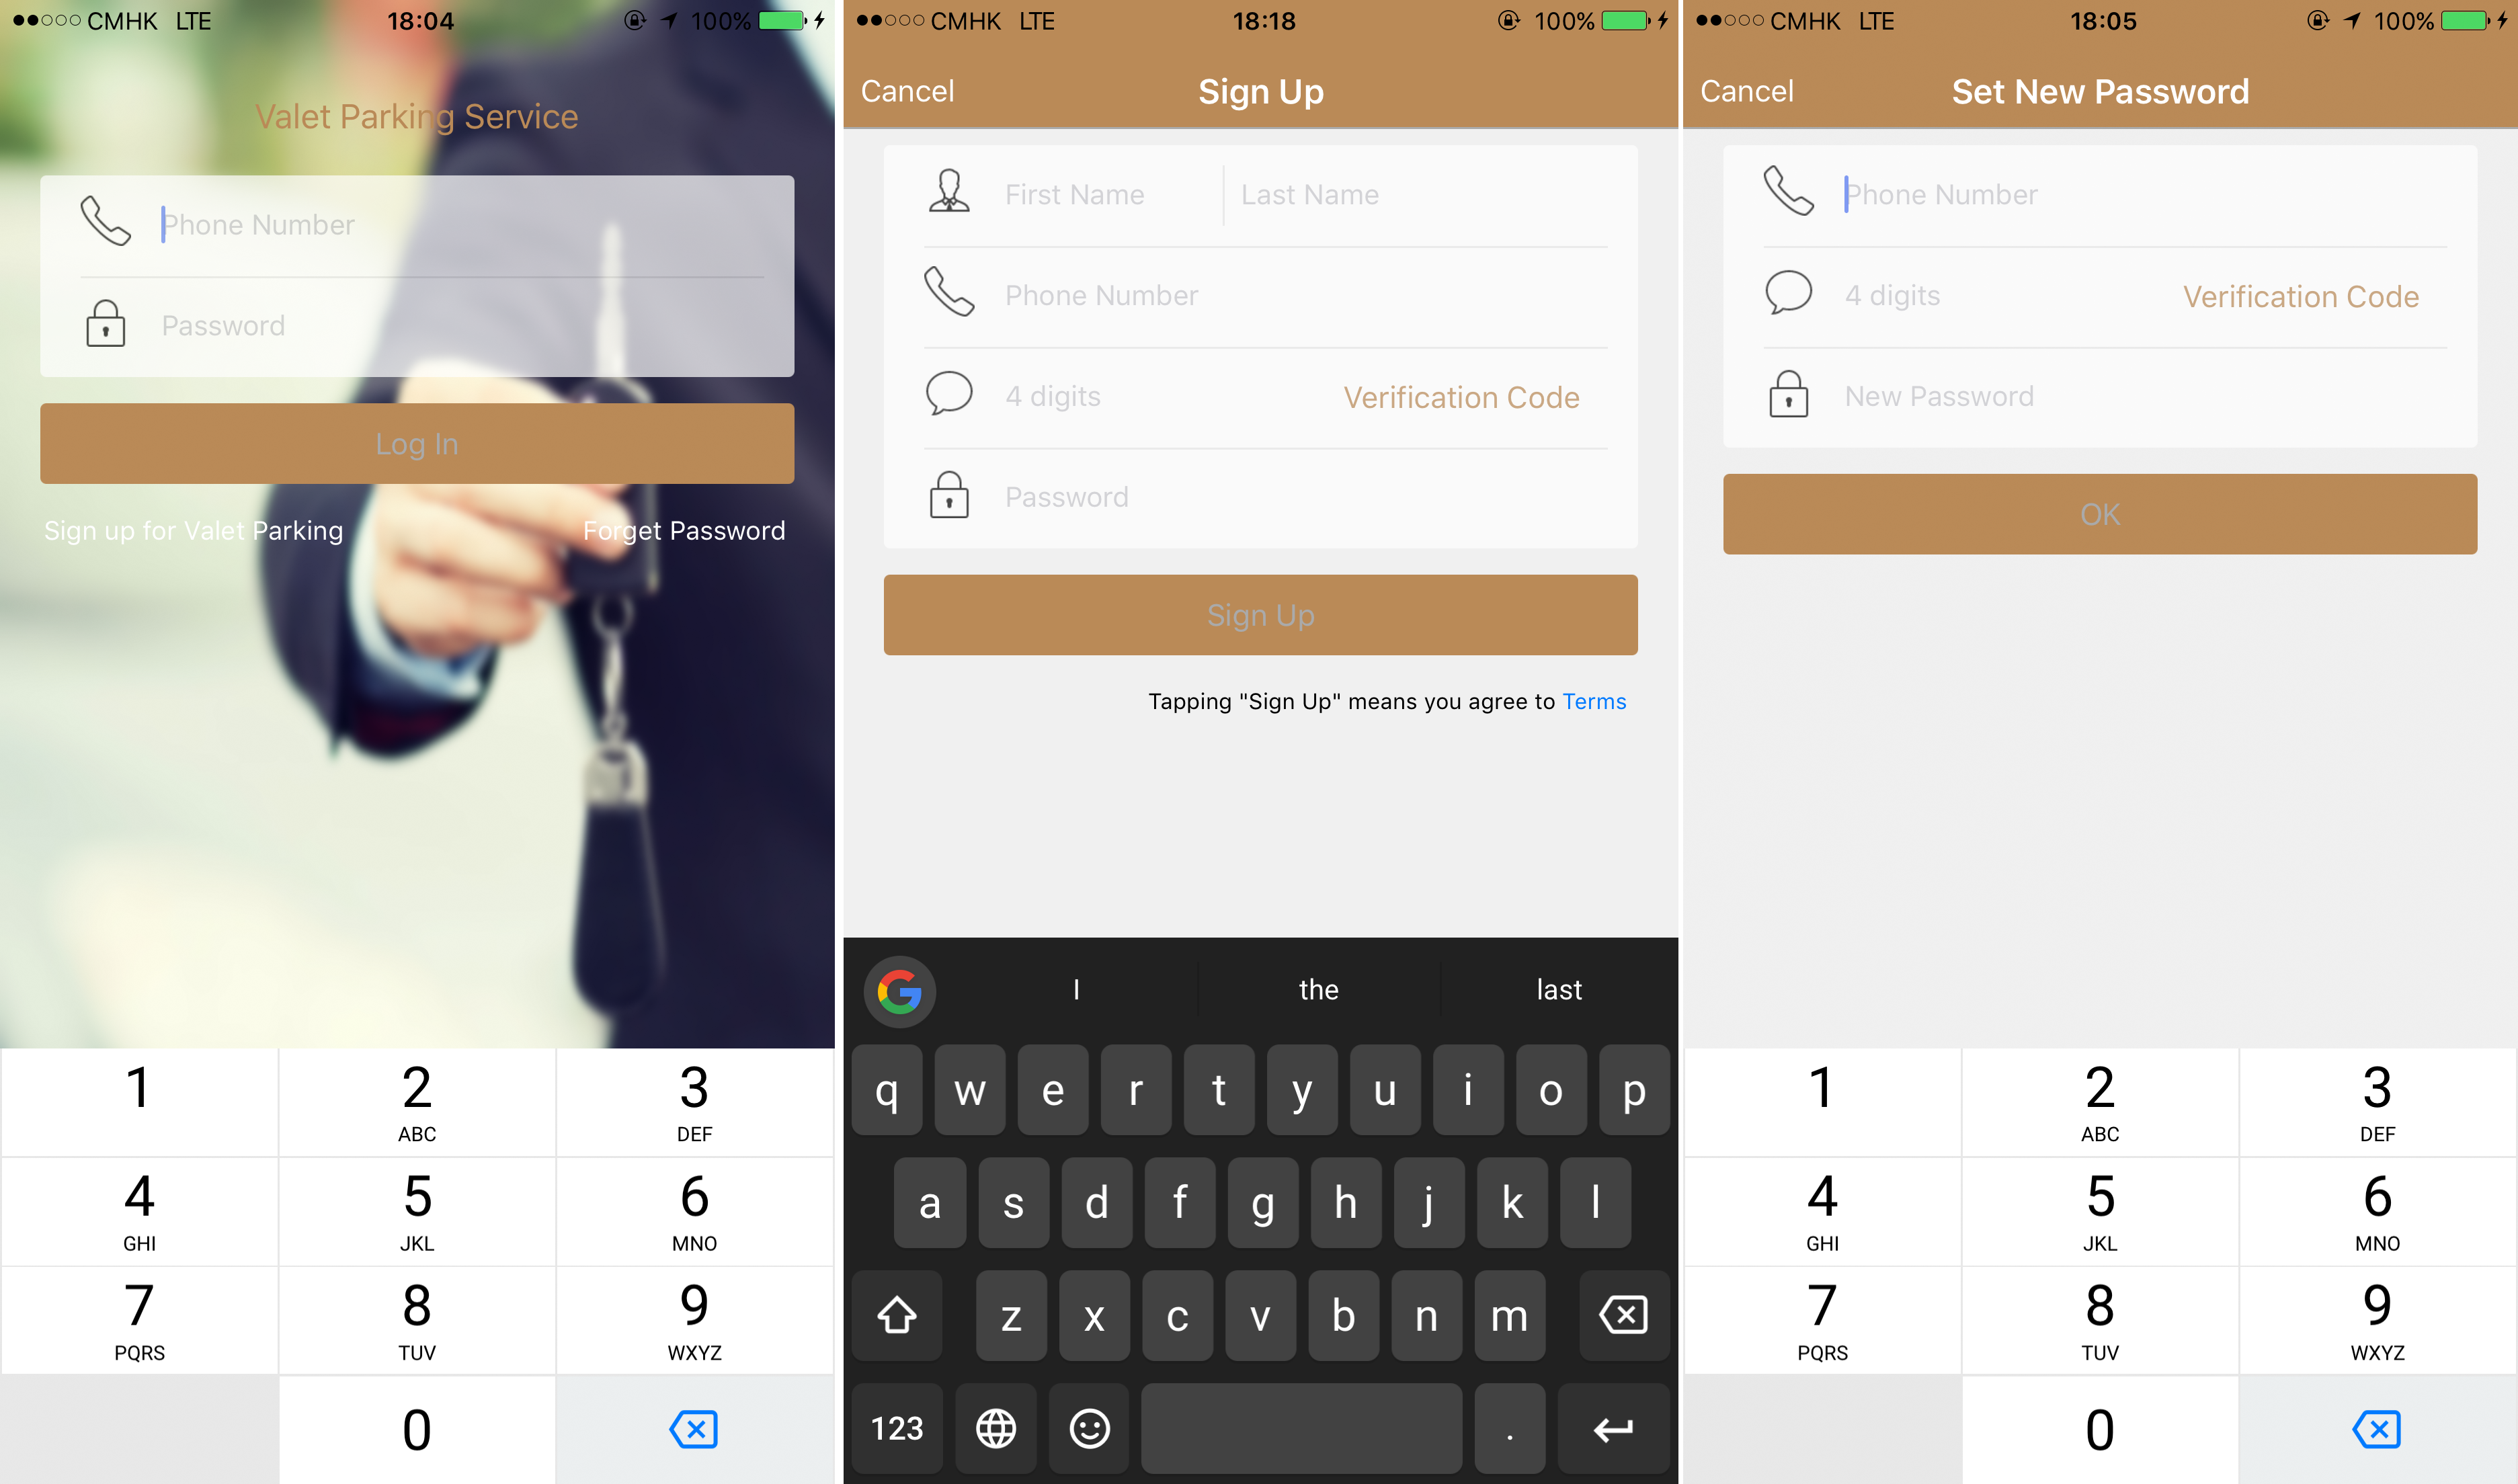 CMHK LTE 18:04 100%
Valet Parking Service
Phone Number
Password
Log In
Sign up for Valet Parking
Forget Password
1
2
ABC
3
DEF
4
GHI
5
JKL
6
MNO
7
PQRS
8
TUV
9
WXYZ
0
CMHK LTE 18:18 100%
Cancel
Sign Up
First Name
Last Name
Phone Number
4 digits
Verification Code
Password
Sign Up
Tapping "Sign Up" means you agree to Terms
G
I the last
q w e r t y u i o p
a s d f g h j k l
z x c v b n m
123 .
CMHK LTE 18:05 100%
Cancel
Set New Password
Phone Number
4 digits
Verification Code
New Password
OK
1
2
ABC
3
DEF
4
GHI
5
JKL
6
MNO
7
PQRS
8
TUV
9
WXYZ
0